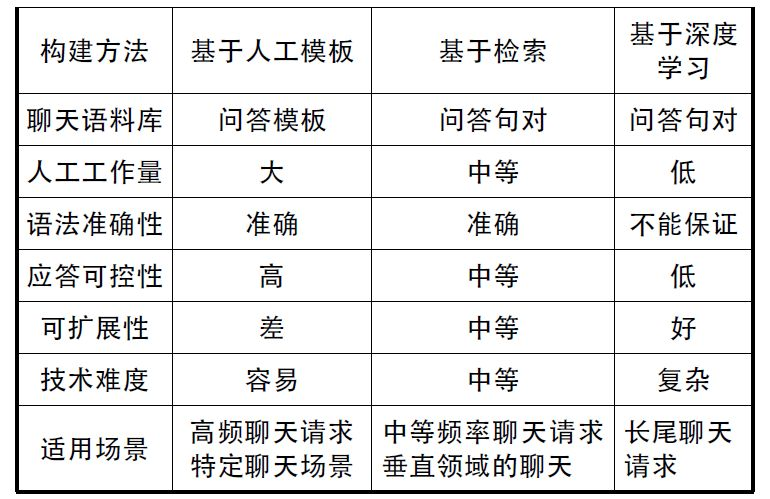 构建方法 基于人工模板 基于检索 基于深度
学习
聊天语料库 问答模板 问答句对 问答句对
人工工作量 大 中等 低
语法准确性 准确 准确 不能保证
应答可控性 高 中等 低
可扩展性 差 中等 好
技术难度 容易 中等 复杂
适用场景 高频聊天请求 中等频率聊天请求 长尾聊天
特定聊天场景 垂直领域的聊天 请求